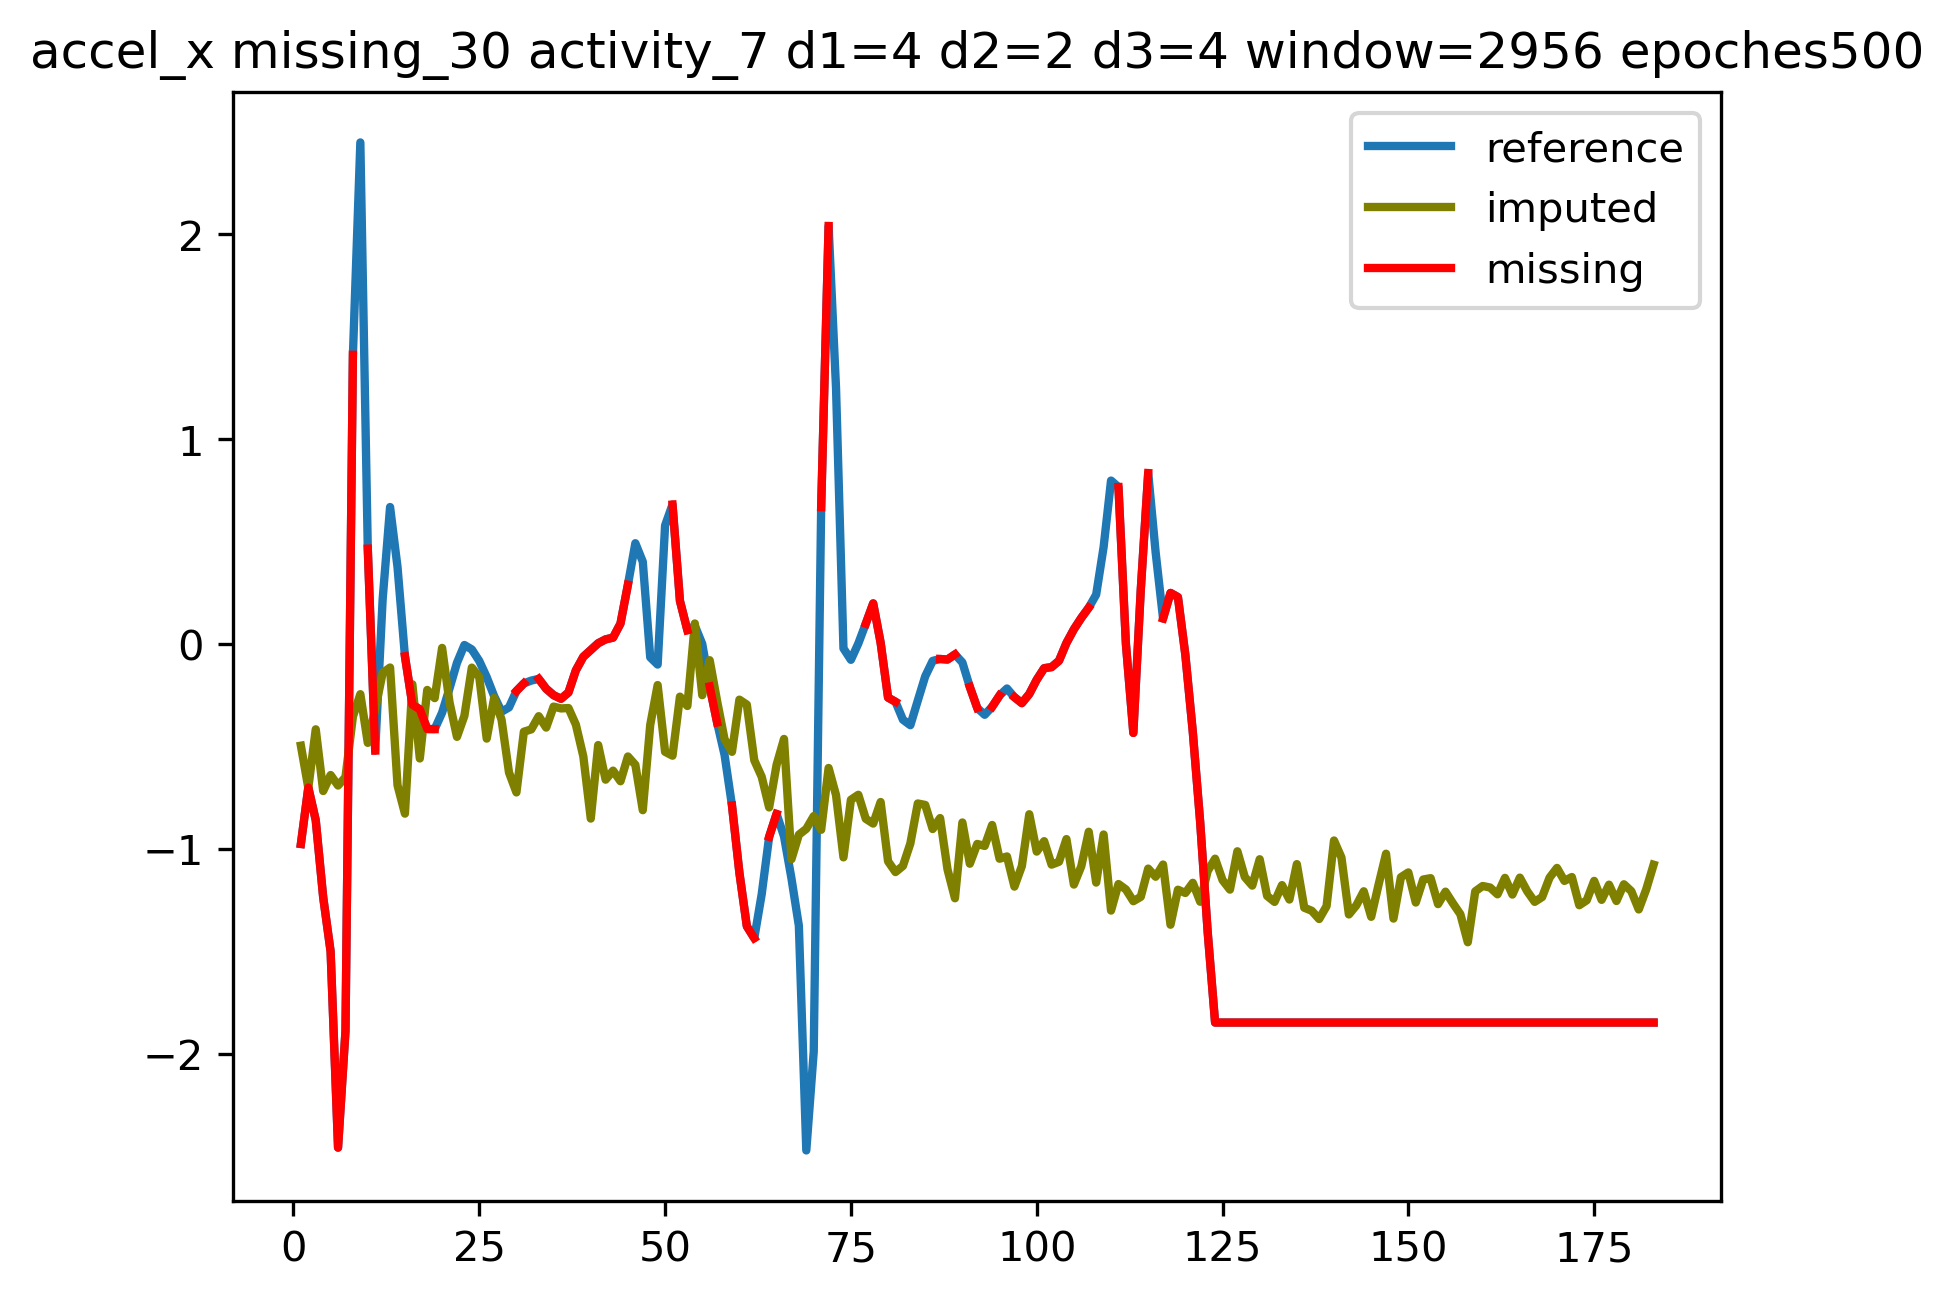 accel_x missing_30 activity_7 d1=4 d2=2 d3=4 window=2956 epoches500
reference
imputed
missing
2
1
0
−1
−2
0 25 50 75 100 125 150 175